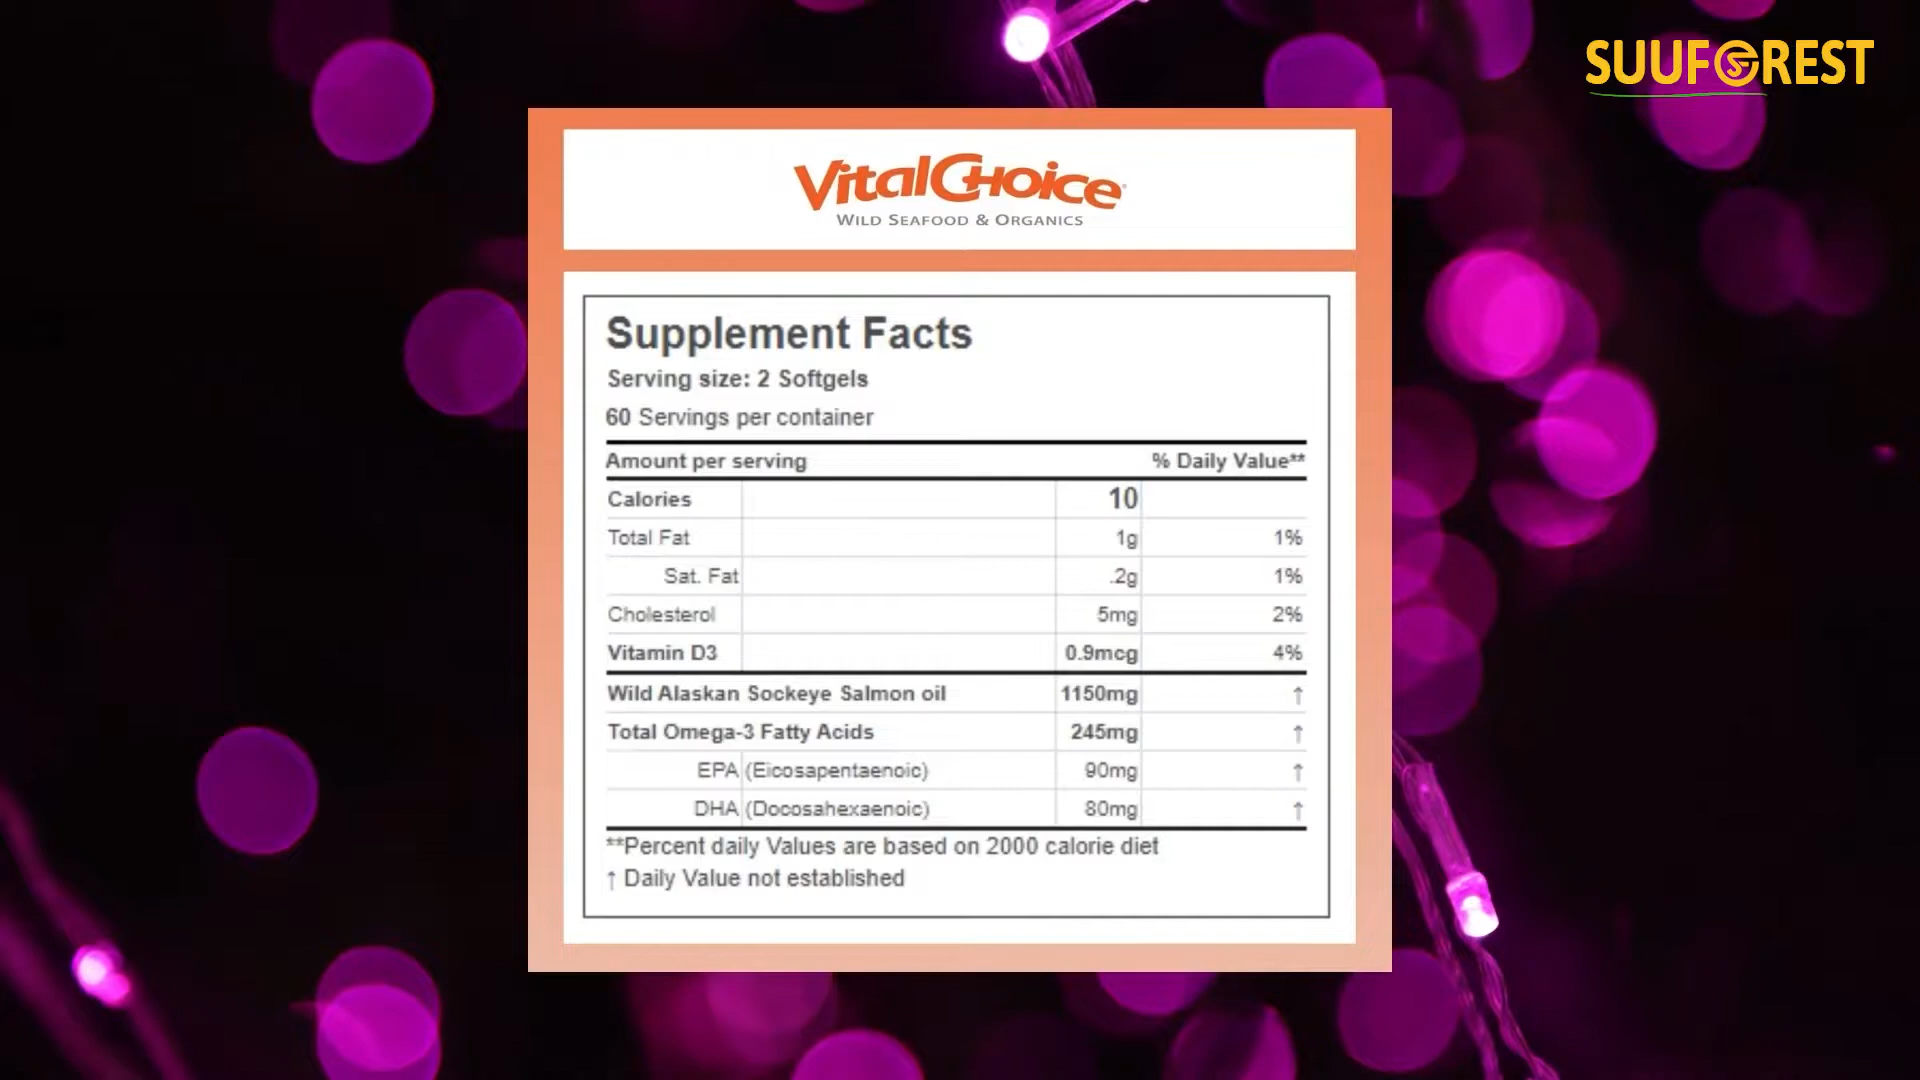 SUUFOREST
VitalChoice
WILD SEAFOOD & ORGANICS
Supplement Facts
Serving size: 2 Softgels
60 Servings per container
Amount per serving % Daily Value**
Calories 10
Total Fat 1g 1%
Sat. Fat .2g 1%
Cholesterol 5mg 2%
Vitamin D3 0.9mcg 4%
Wild Alaskan Sockeye Salmon oil 1150mg ↑
Total Omega-3 Fatty Acids 245mg ↑
EPA (Eicosapentaenoic) 90mg ↑
DHA (Docosahexaenoic) 80mg ↑
**Percent daily Values are based on 2000 calorie diet
↑ Daily Value not established